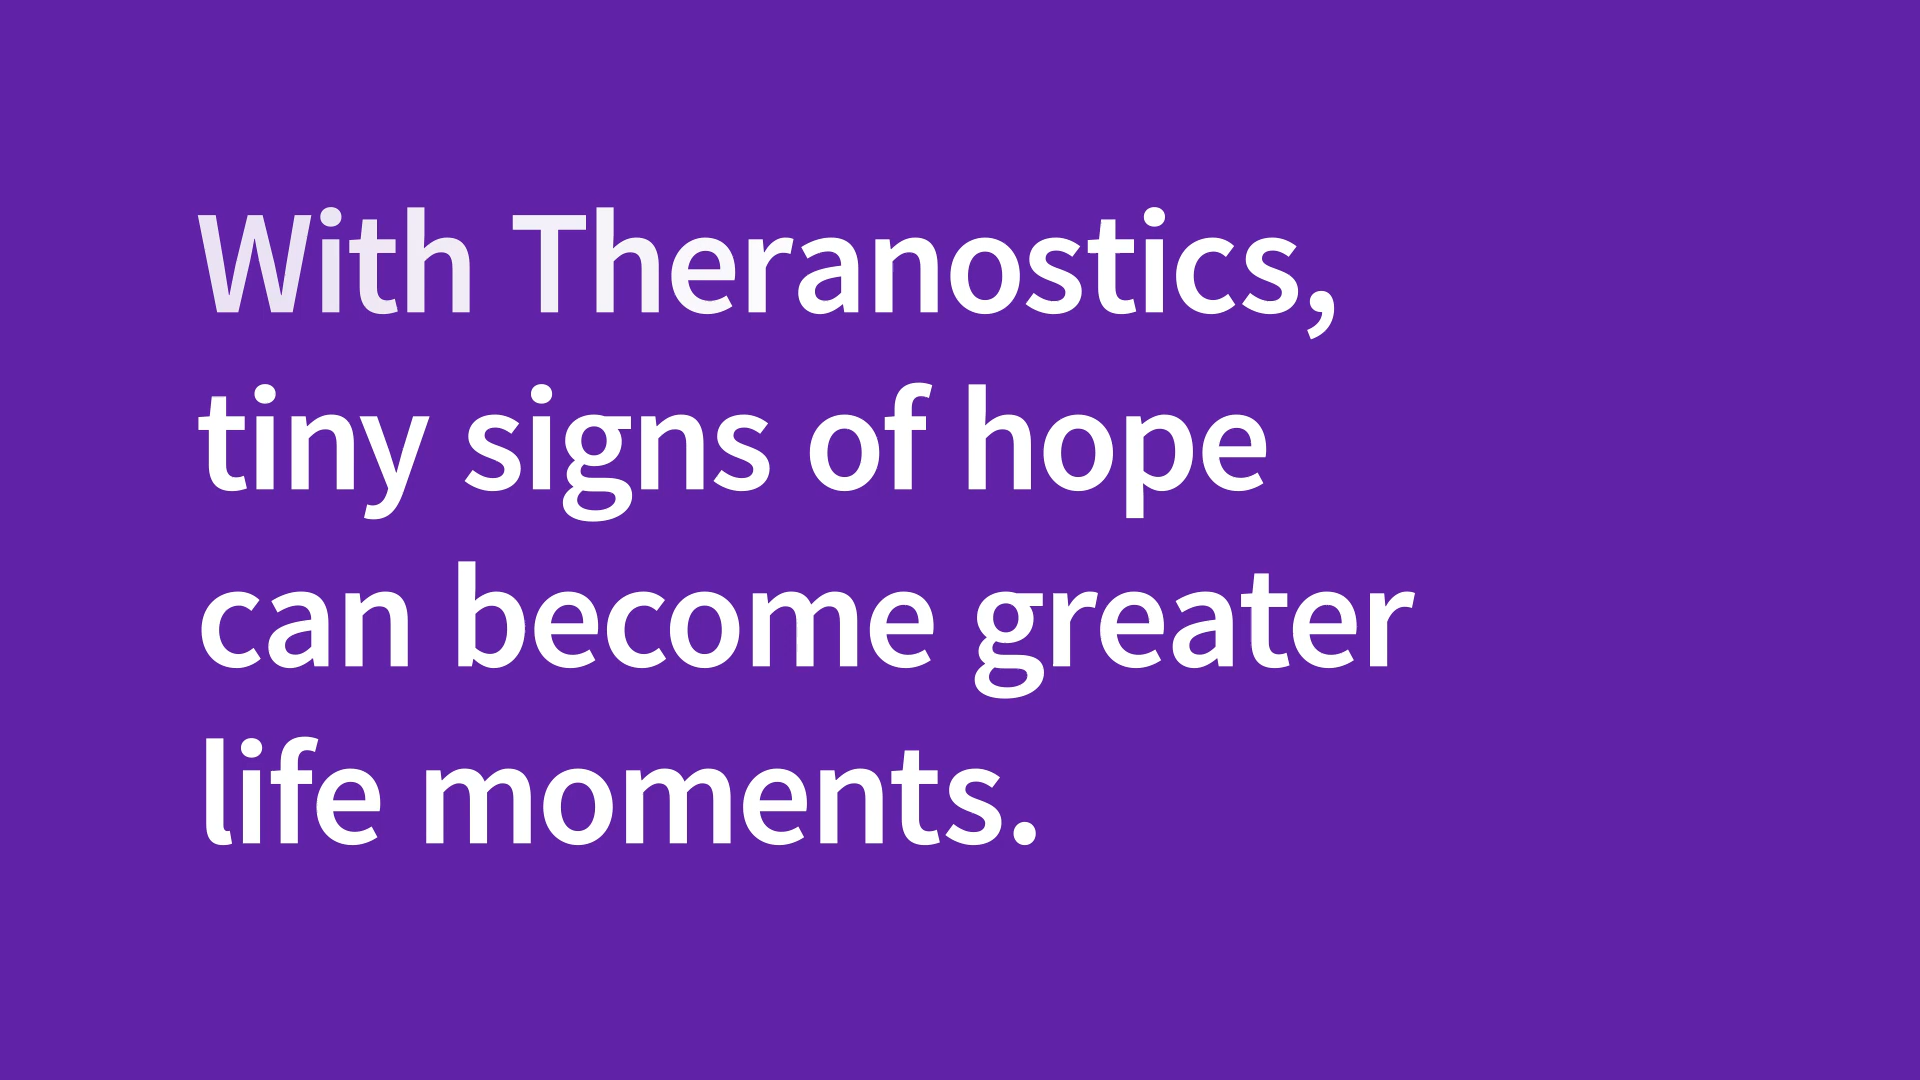 With Theranostics,
tiny signs of hope
can become greater
life moments.